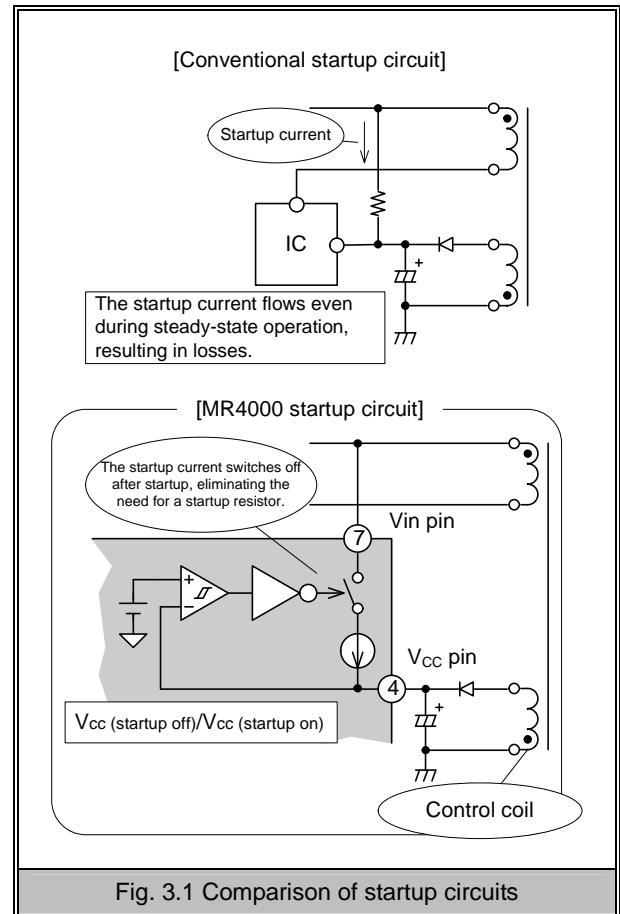 [Conventional startup circuit]
Startup current
IC
+
The startup current flows even
during steady-state operation,
resulting in losses.
[MR4000 startup circuit]
The startup current switches off
after startup, eliminating the
need for a startup resistor.
Vin pin
7
+
−
VCC pin
4
+
Vcc (startup off)/Vcc (startup on)
Control coil
Fig. 3.1 Comparison of startup circuits